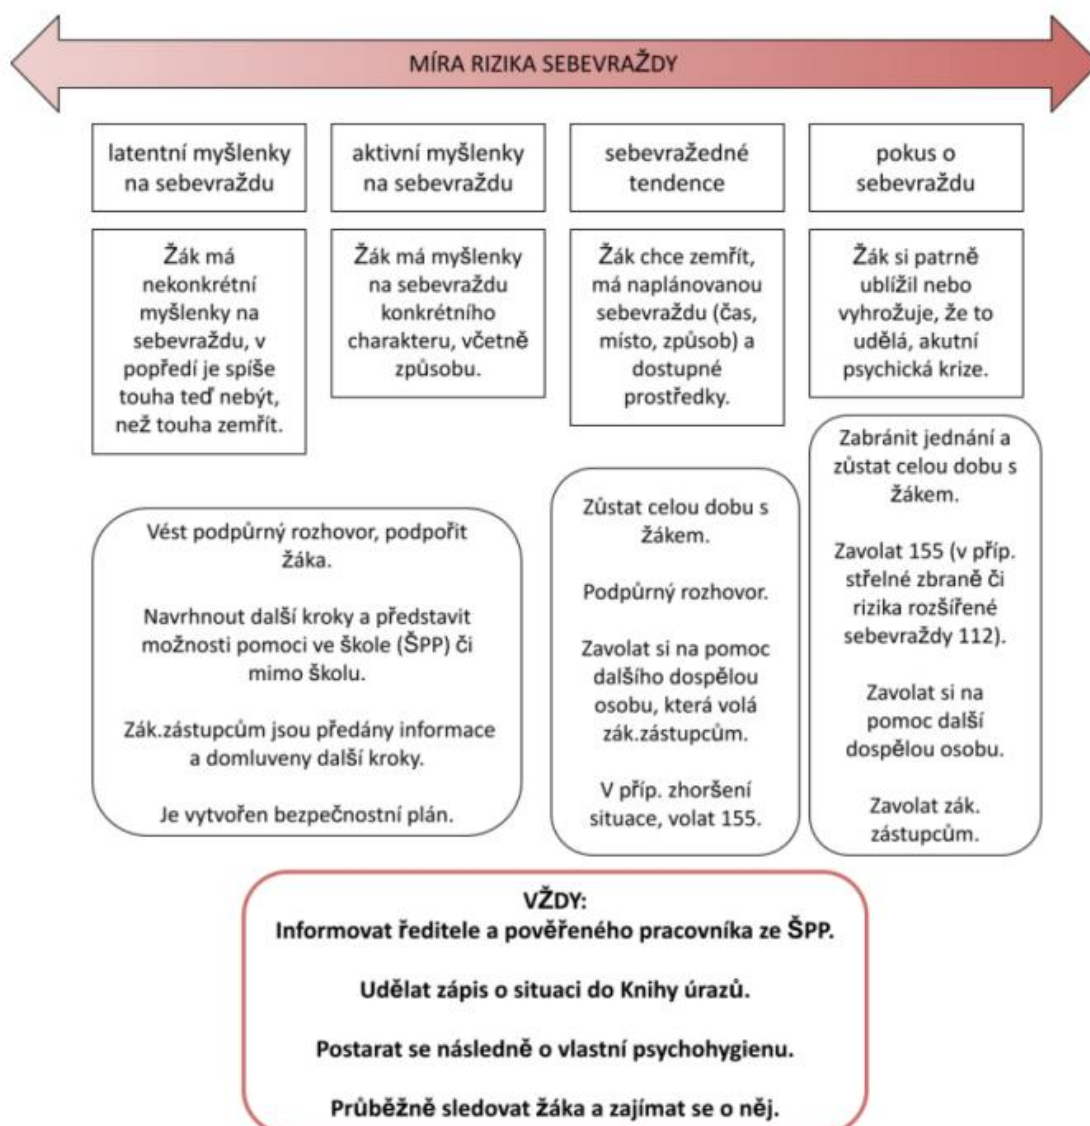 MÍRA RIZIKA SEBEVRAŽDY
latentní myšlenky
na sebevraždu
aktivní myšlenky
na sebevraždu
sebevražedné
tendence
pokus o
sebevraždu
Žák má
nekonkrétní
myšlenky na
sebevraždu, v
popředí je spíše
touha teď nebýt,
než touha zemřít.
Žák má myšlenky
na sebevraždu
konkrétního
charakteru, včetně
způsobu.
Žák chce zemřít,
má naplánovanou
sebevraždu (čas,
místo, způsob) a
dostupné
prostředky.
Žák si patrně
ublížil nebo
vyhrožuje, že to
udělá, akutní
psychická krize.
Vést podpůrný rozhovor, podpořit
žáka.
Navrhnout další kroky a představit
možnosti pomoci ve škole (ŠPP) či
mimo školu.
Zák.zástupcům jsou předány informace
a domluveny další kroky.
Je vytvořen bezpečnostní plán.
Zůstat celou dobu s
žákem.
Podpůrný rozhovor.
Zavolat si na pomoc
dalšího dospělou
osobu, která volá
zák.zástupcům.
V příp. zhoršení
situace, volat 155.
Zabránit jednání a
zůstat celou dobu s
žákem.
Zavolat 155 (v příp.
střelné zbraně či
rizika rozšířené
sebevraždy 112).
Zavolat si na
pomoc další
dospělou osobu.
Zavolat zák.
zástupcům.
VŽDY:
Informovat ředitele a pověřeného pracovníka ze ŠPP.
Udělat zápis o situaci do Knihy úrazů.
Postarat se následně o vlastní psychohygienu.
Průběžně sledovat žáka a zajímat se o něj.